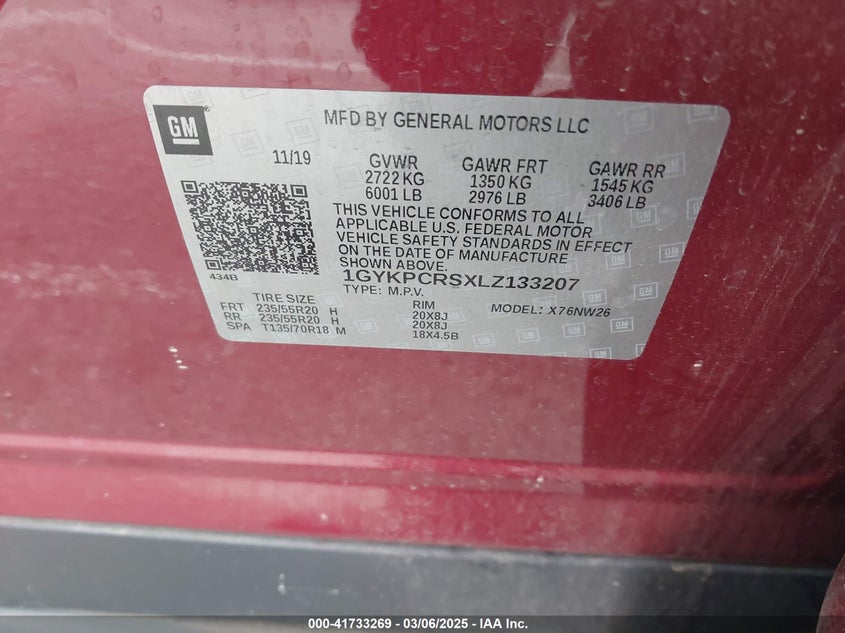 GM
MFD BY GENERAL MOTORS LLC
11/19 GVWR GAWR FRT GAWR RR
2722 KG 1350 KG 1545 KG
6001 LB 2976 LB 3406 LB
THIS VEHICLE CONFORMS TO ALL
APPLICABLE U.S. FEDERAL MOTOR
VEHICLE SAFETY STANDARDS IN EFFECT
ON THE DATE OF MANUFACTURE
SHOWN ABOVE.
434B 1GYKPCRSXLZ133207
TYPE: M.P.V. MODEL: X76NW26
TIRE SIZE RIM
FRT 235/55R20 H 20X8J
RR 235/55R20 H 20X8J
SPA T135/70R18 M 18X4.5B
000-41733269 - 03/06/2025 - IAA Inc.